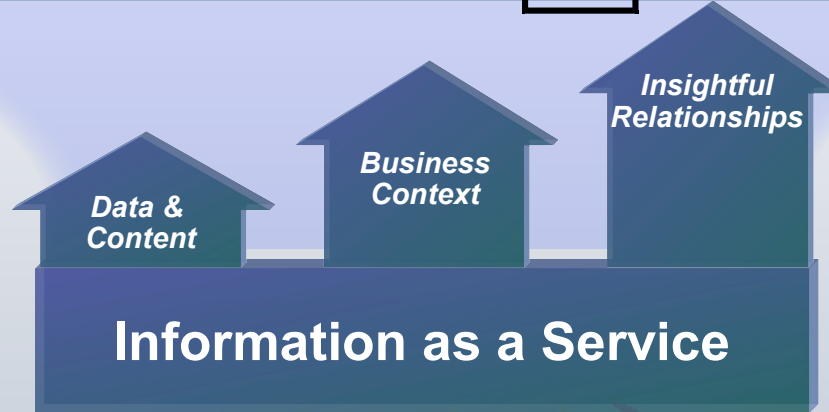 Data &
Content
Business
Context
Insightful
Relationships
Information as a Service